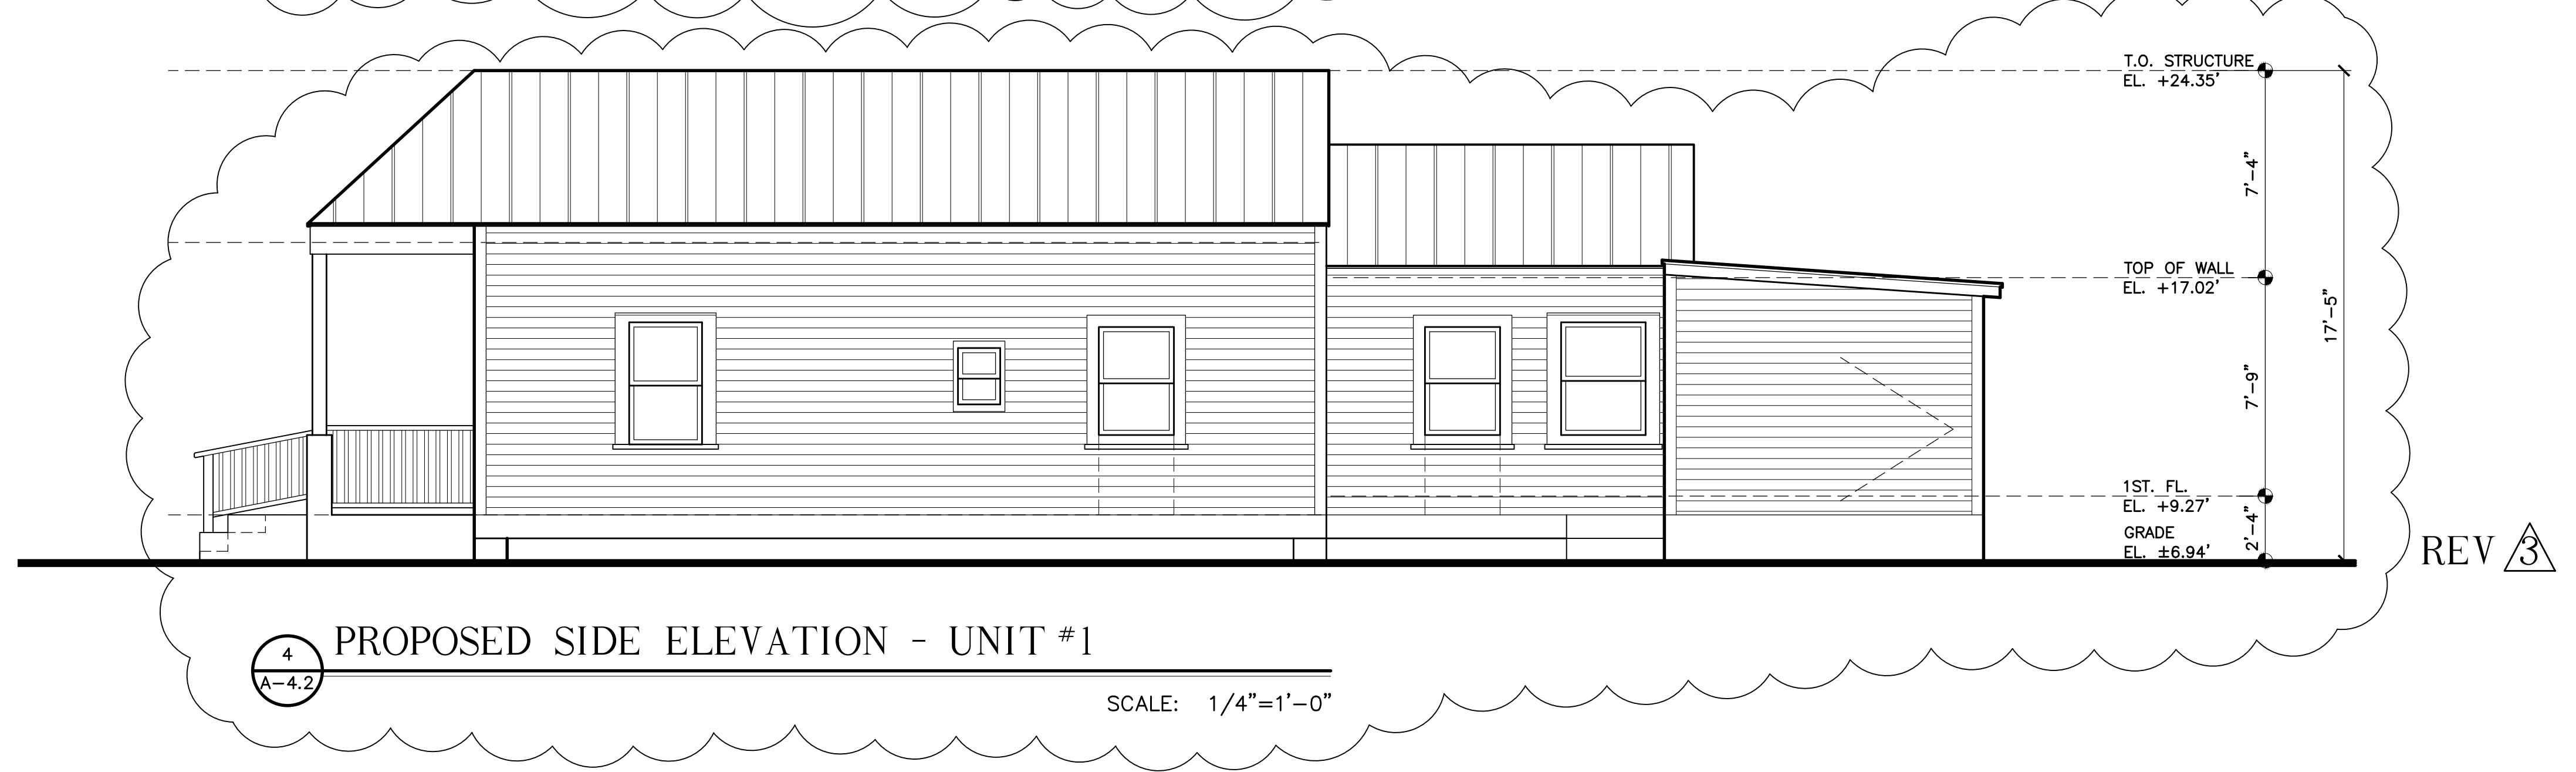 T.O. STRUCTURE
EL. +24.35'
7'-4"
TOP OF WALL
EL. +17.02'
17'-5"
7'-9"
1ST. FL.
EL. +9.27'
2'-4"
GRADE
EL. ±6.94'
REV 3
4
A-4.2
PROPOSED SIDE ELEVATION - UNIT #1
SCALE: 1/4"=1'-0"